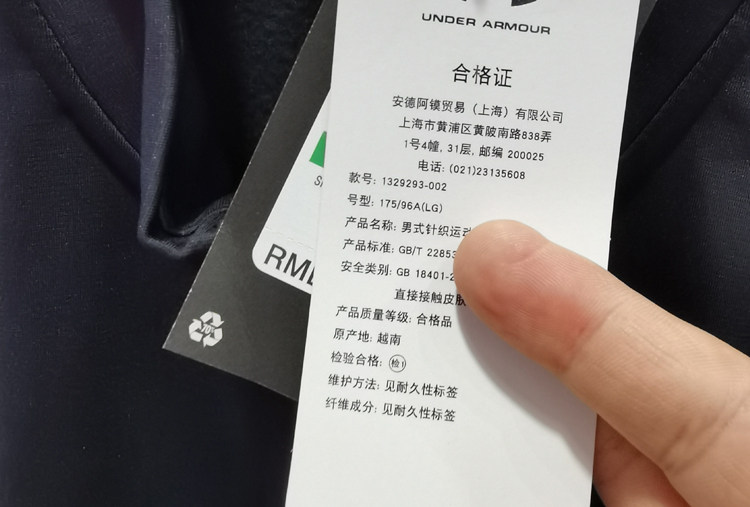 UNDER ARMOUR
合格证
安德阿镆贸易（上海）有限公司
上海市黄浦区黄陂南路838弄
1号4幢, 31层, 邮编 200025
电话: (021)23135608
款号: 1329293-002
号型: 175/96A(LG)
产品名称: 男式针织运动
产品标准: GB/T 22853
安全类别: GB 18401-2
直接接触皮肤
产品质量等级: 合格品
原产地: 越南
检验合格: 检1
维护方法: 见耐久性标签
纤维成分: 见耐久性标签
RM
70%